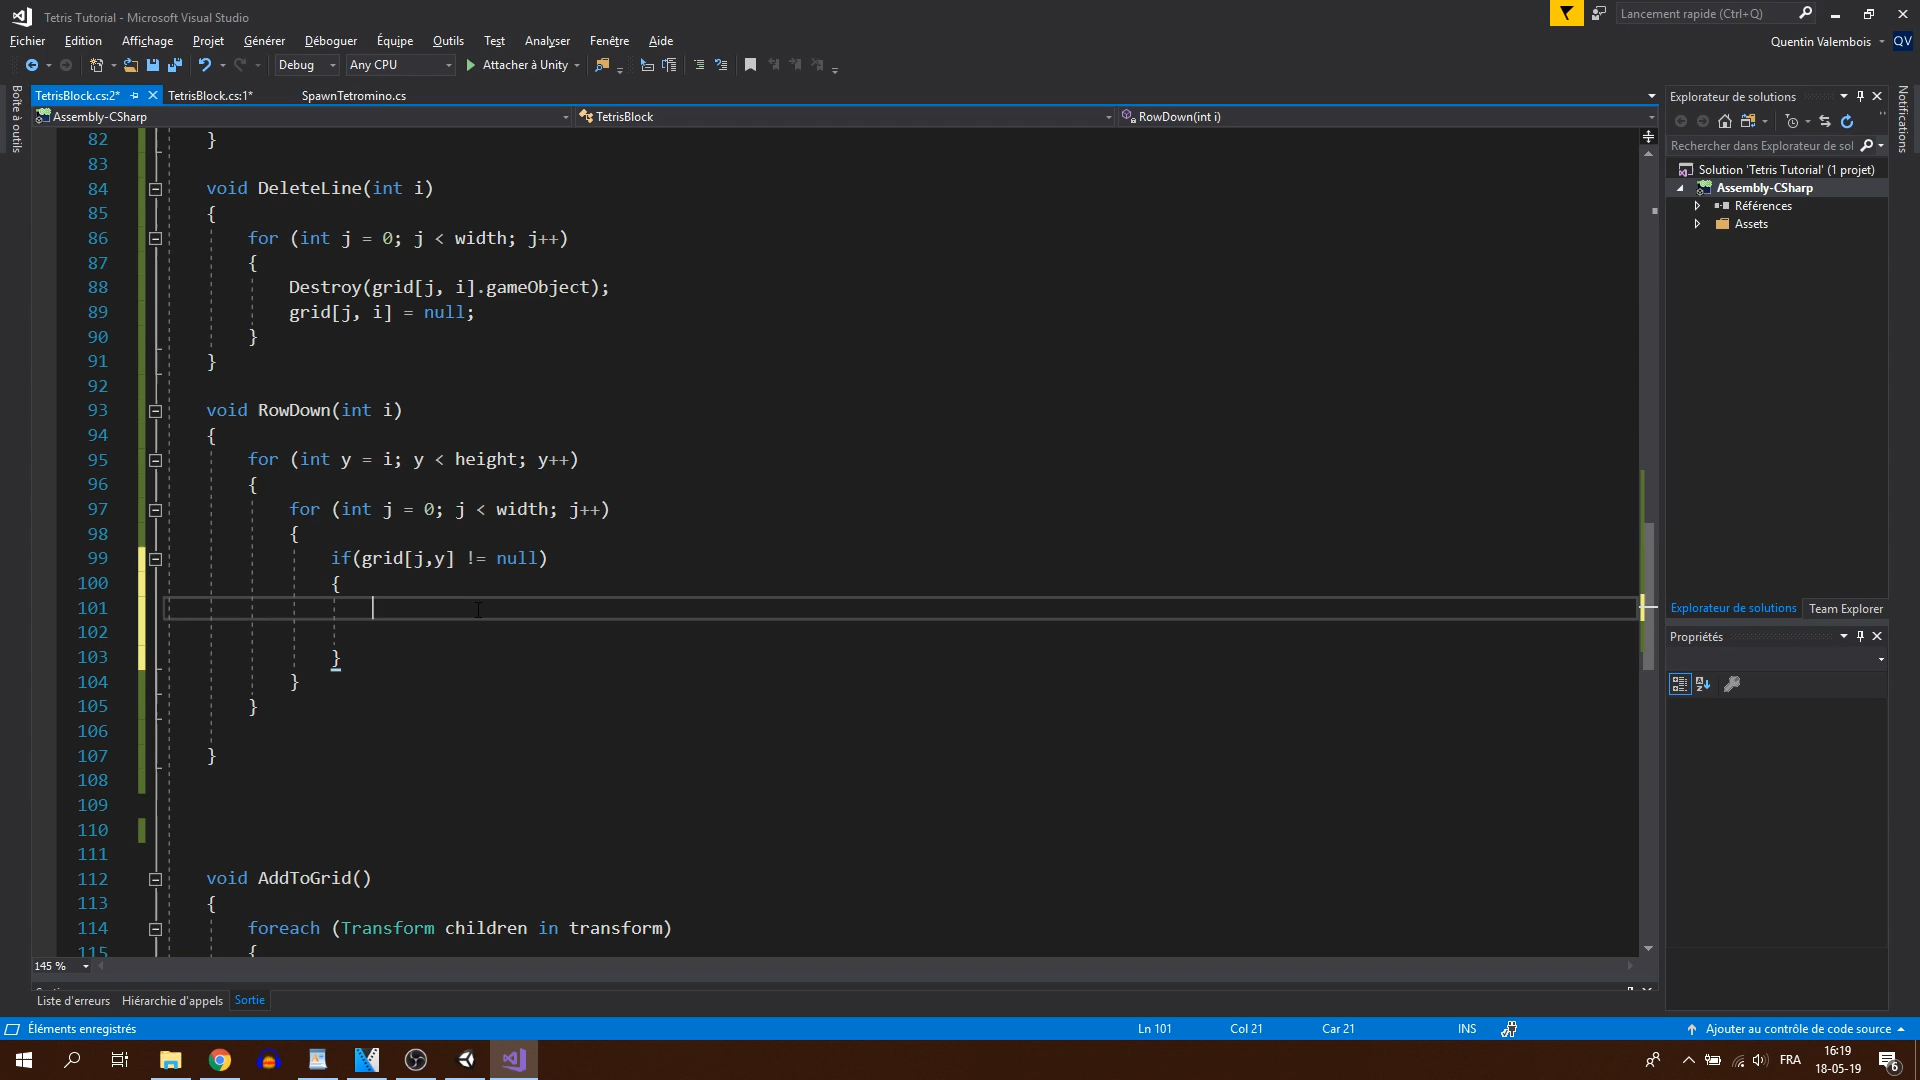 Tetris Tutorial - Microsoft Visual Studio
Lancement rapide (Ctrl+Q)
Fichier Edition Affichage Projet Générer Déboguer Équipe Outils Test Analyser Fenêtre Aide
Quentin Valembois QV
Debug Any CPU Attacher à Unity
Boîte à outils
TetrisBlock.cs:2* TetrisBlock.cs:1* SpawnTetromino.cs
Assembly-CSharp TetrisBlock RowDown(int i)
82 }
83
84 void DeleteLine(int i)
85 {
86 for (int j = 0; j < width; j++)
87 {
88 Destroy(grid[j, i].gameObject);
89 grid[j, i] = null;
90 }
91 }
92
93 void RowDown(int i)
94 {
95 for (int y = i; y < height; y++)
96 {
97 for (int j = 0; j < width; j++)
98 {
99 if(grid[j,y] != null)
100 {
101
102
103 }
104 }
105 }
106
107 }
108
109
110
111
112 void AddToGrid()
113 {
114 foreach (Transform children in transform)
115 {
145 %
Liste d'erreurs Hiérarchie d'appels Sortie
Explorateur de solutions
Rechercher dans Explorateur de sol
Solution 'Tetris Tutorial' (1 projet)
Assembly-CSharp
Références
Assets
Explorateur de solutions Team Explorer
Propriétés
Notifications
Éléments enregistrés Ln 101 Col 21 Car 21 INS Ajouter au contrôle de code source
FRA 16:19
18-05-19
6